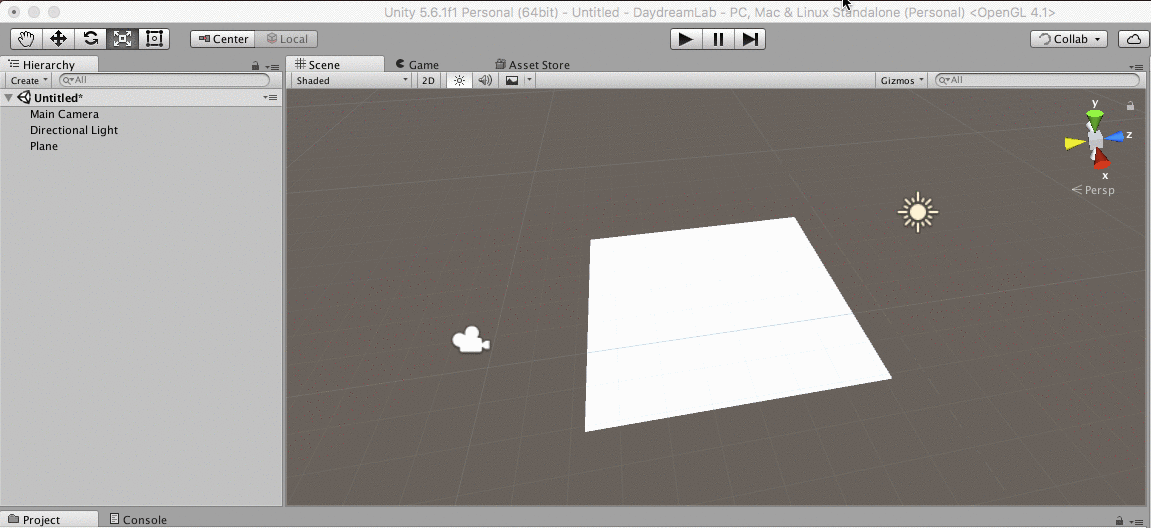 Unity 5.6.1f1 Personal (64bit) - Untitled - DaydreamLab - PC, Mac & Linux Standalone (Personal) <OpenGL 4.1>
Center Local Collab
Hierarchy Scene Game Asset Store
Create All Shaded 2D Gizmos All
Untitled*
Main Camera
Directional Light
Plane
y
z
x
Persp
Project Console